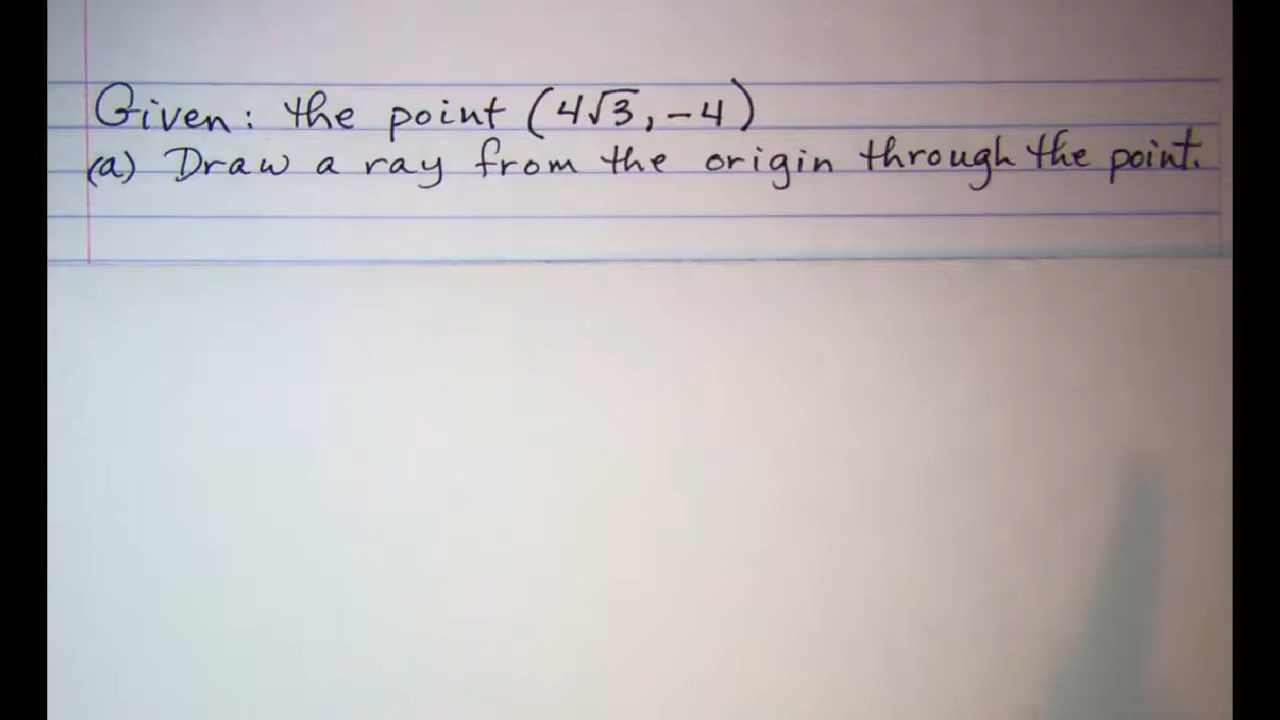 Given: the point (4√3, -4)
(a) Draw a ray from the origin through the point.